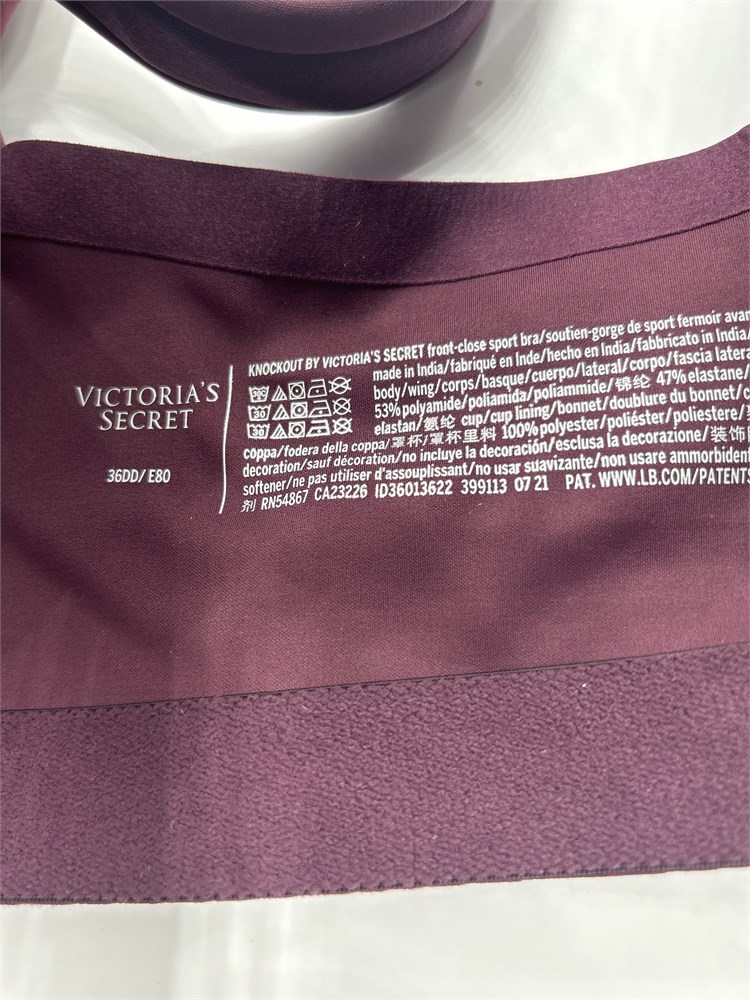 VICTORIA'S
SECRET
36DD/E80
KNOCKOUT BY VICTORIA'S SECRET front-close sport bra/soutien-gorge de sport fermoir avan
made in India/fabriqué en Inde/hecho en India/fabbricato in India/
body/wing/corps/basque/cuerpo/lateral/corpo/fascia latera
53% polyamide/poliamida/poliammide/锦纶 47% elastane/
elastan/氨纶 cup/cup lining/bonnet/doublure du bonnet/c
coppa/fodera della coppa/罩杯/罩杯里料 100% polyester/poliéster/poliestere/
decoration/sauf décoration/no incluye la decoración/esclusa la decorazione/装饰
softener/ne pas utiliser d'assouplissant/no usar suavizante/non usare ammorbident
剂 RN54867 CA23226 ID36013622 399113 07 21 PAT. WWW.LB.COM/PATENTS